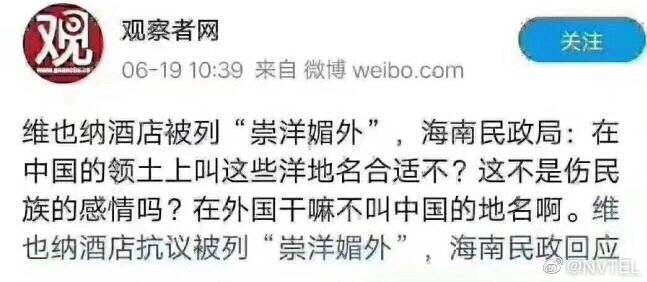 观
www.guancha.cn
观察者网
06-19 10:39 来自 微博 weibo.com
关注
维也纳酒店被列“崇洋媚外”，海南民政局：在
中国的领土上叫这些洋地名合适不？这不是伤民
族的感情吗？在外国干嘛不叫中国的地名啊。维
也纳酒店抗议被列“崇洋媚外”，海南民政回应
@NVTEL